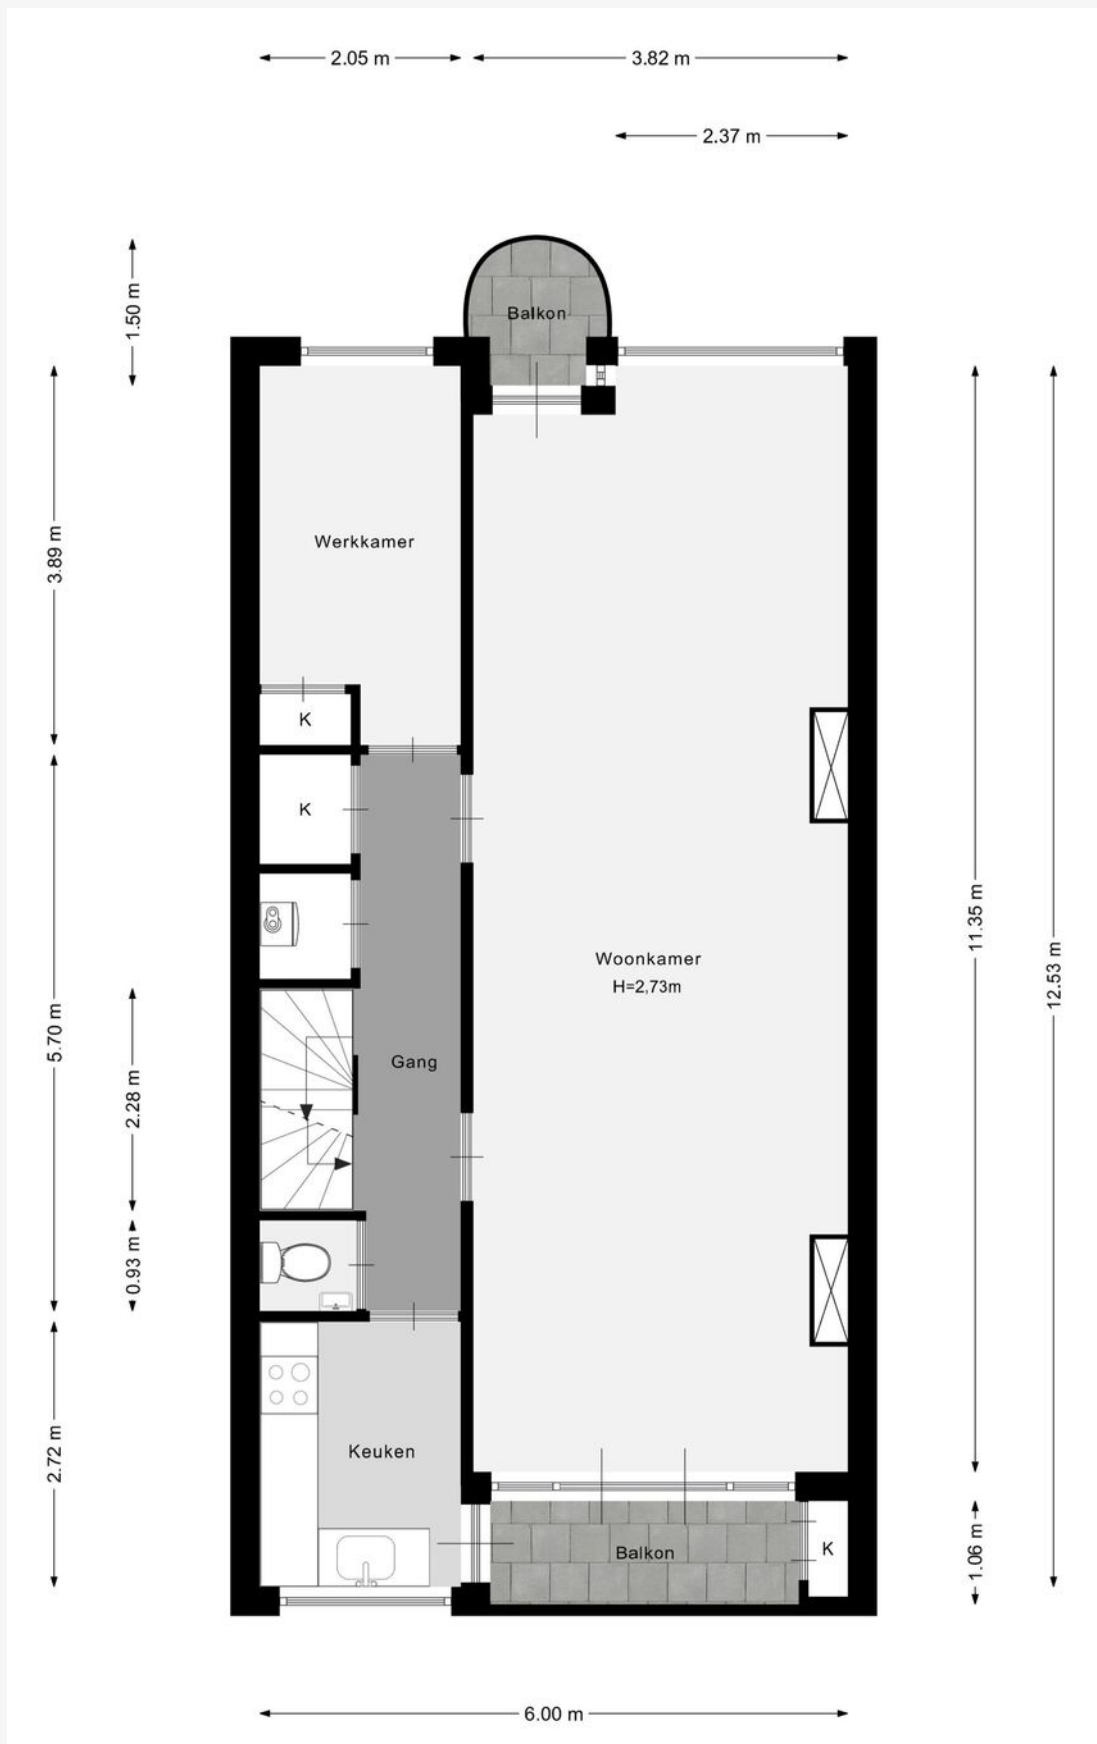 2.05 m
3.82 m
2.37 m
1.50 m
Balkon
3.89 m
Werkkamer
K
K
11.35 m
12.53 m
Woonkamer
H=2,73m
5.70 m
Gang
2.28 m
0.93 m
2.72 m
Keuken
Balkon
K
1.06 m
6.00 m